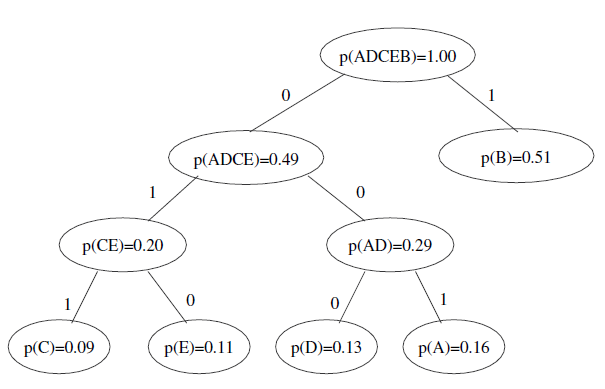 p(ADCEB)=1.00
0
1
p(ADCE)=0.49
p(B)=0.51
1
0
p(CE)=0.20
p(AD)=0.29
1
0
0
1
p(C)=0.09
p(E)=0.11
p(D)=0.13
p(A)=0.16